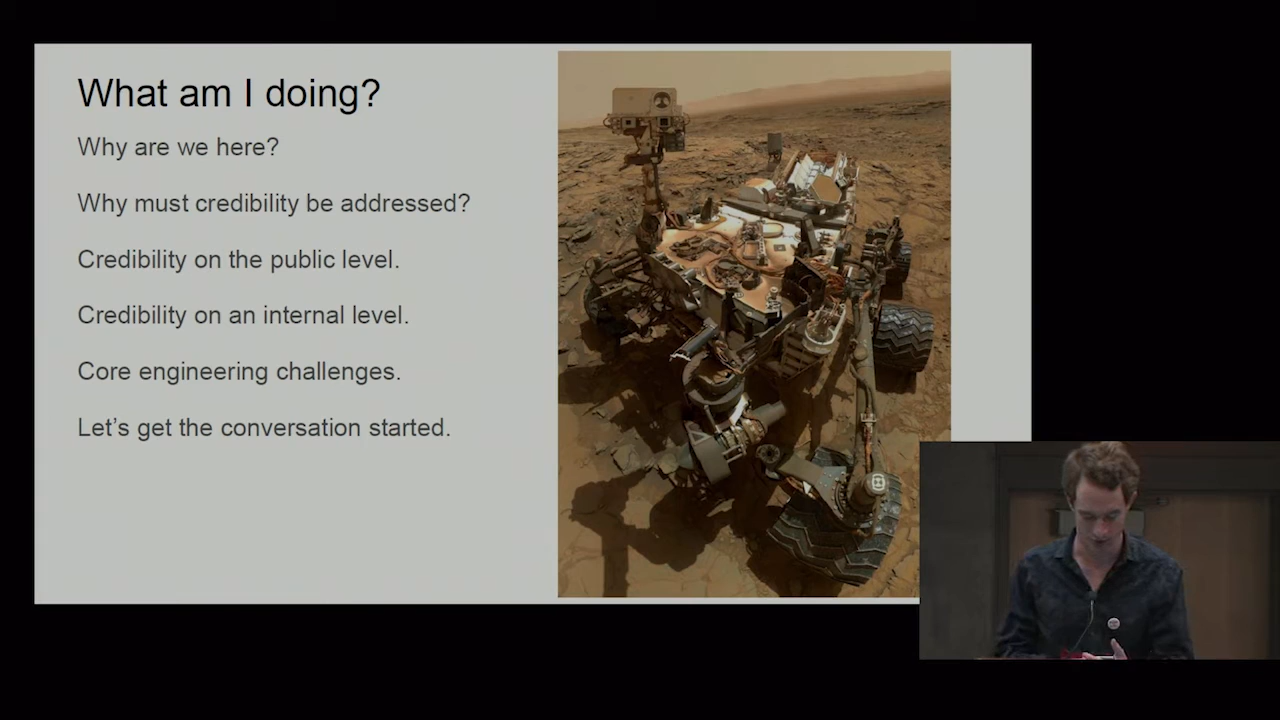 What am I doing?
Why are we here?
Why must credibility be addressed?
Credibility on the public level.
Credibility on an internal level.
Core engineering challenges.
Let's get the conversation started.